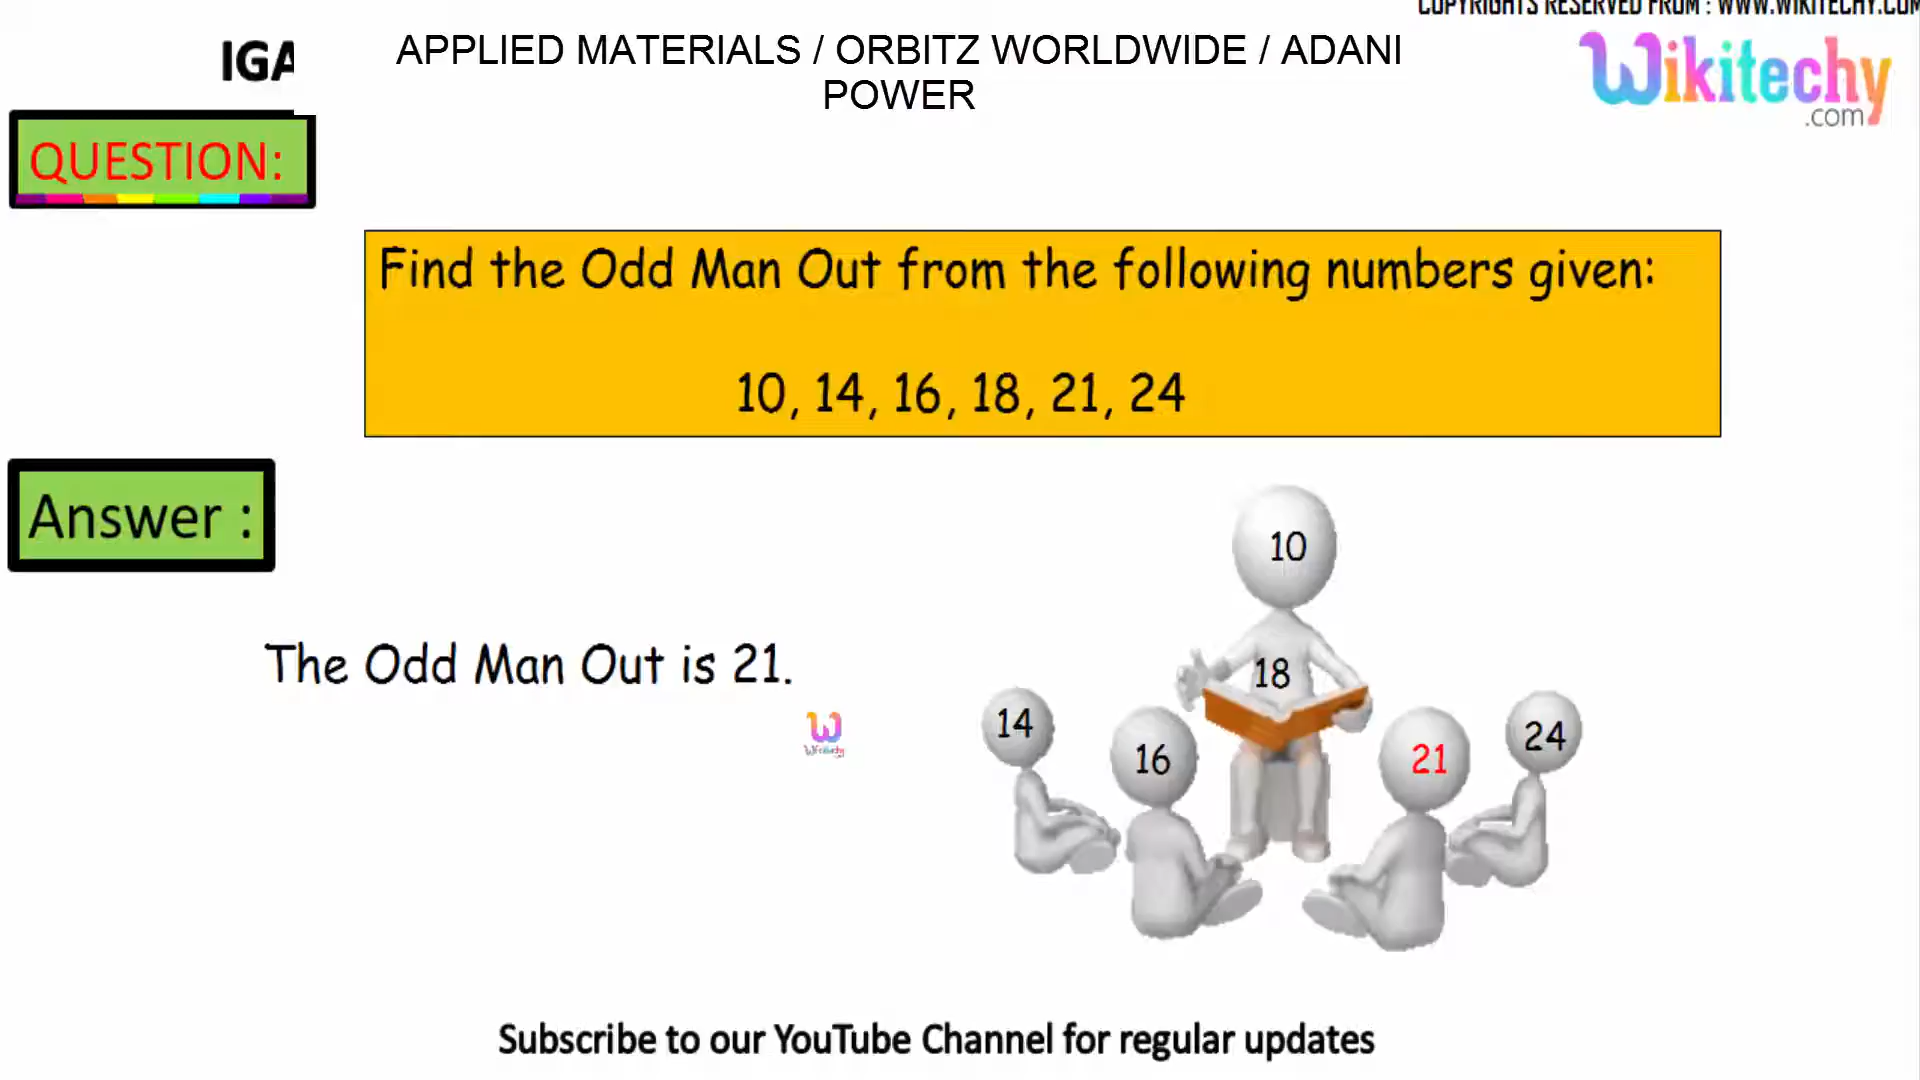 COPYRIGHTS RESERVED FROM : WWW.WIKITECHY.COM
IGA
APPLIED MATERIALS / ORBITZ WORLDWIDE / ADANI
POWER
Wikitechy
.com
QUESTION:
Find the Odd Man Out from the following numbers given:
10, 14, 16, 18, 21, 24
Answer :
10
18
14
16
21
24
The Odd Man Out is 21.
W
Wikitechy
Subscribe to our YouTube Channel for regular updates